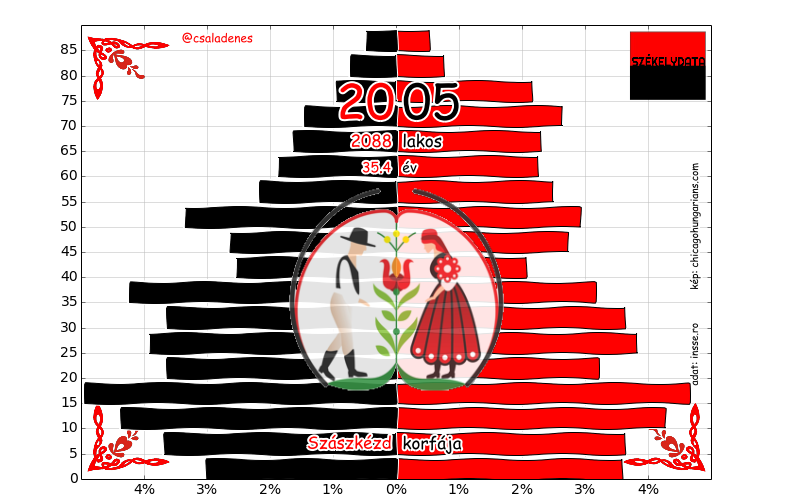 @csaladenes
SZÉKELYDATA
2005
2088 lakos
35.4 év
kép: chicagohungarians.com
adat: insse.ro
Szászkézd korfája
85
80
75
70
65
60
55
50
45
40
35
30
25
20
15
10
5
0
4% 3% 2% 1% 0% 1% 2% 3% 4%